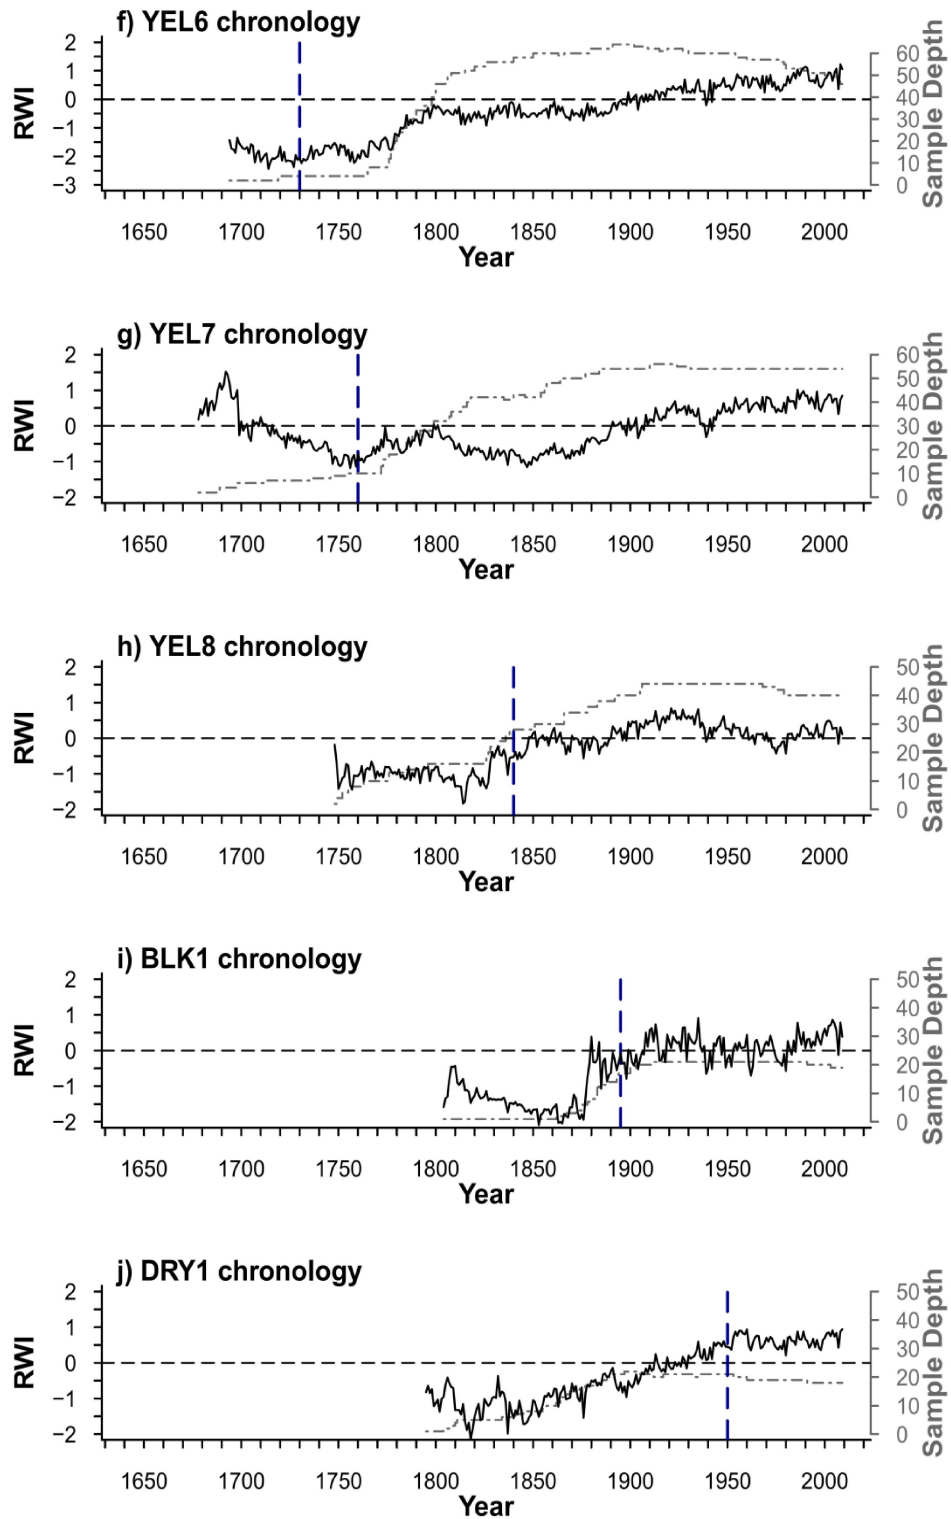 f) YEL6 chronology
2
1
0
−1
−2
−3
RWI
60
50
40
30
20
10
0
Sample Depth
1650 1700 1750 1800 1850 1900 1950 2000
Year
g) YEL7 chronology
2
1
0
−1
−2
RWI
60
50
40
30
20
10
0
Sample Depth
1650 1700 1750 1800 1850 1900 1950 2000
Year
h) YEL8 chronology
2
1
0
−1
−2
RWI
50
40
30
20
10
0
Sample Depth
1650 1700 1750 1800 1850 1900 1950 2000
Year
i) BLK1 chronology
2
1
0
−1
−2
RWI
50
40
30
20
10
0
Sample Depth
1650 1700 1750 1800 1850 1900 1950 2000
Year
j) DRY1 chronology
2
1
0
−1
−2
RWI
50
40
30
20
10
0
Sample Depth
1650 1700 1750 1800 1850 1900 1950 2000
Year